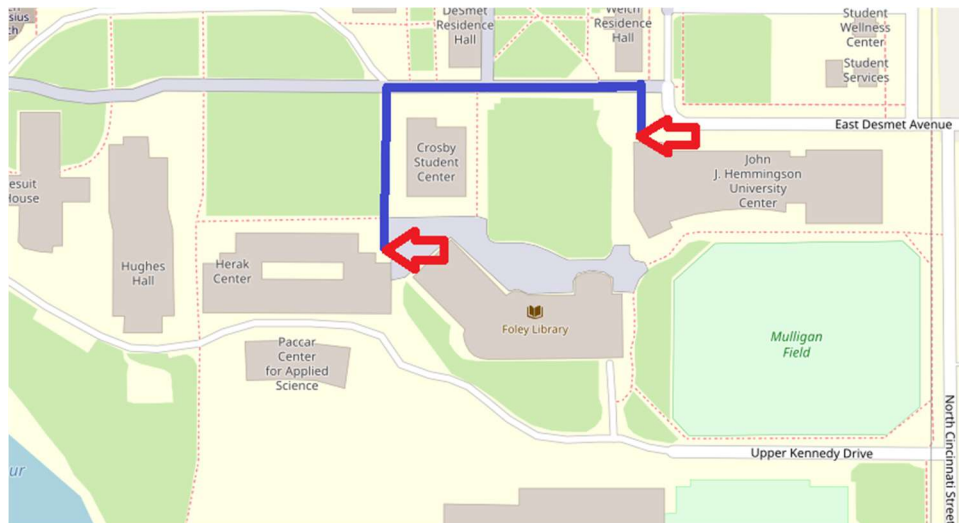 Desmet
Residence
Hall
Welch
Residence
Hall
Student
Wellness
Center
Student
Services
East Desmet Avenue
Crosby
Student
Center
John
J. Hemmingson
University
Center
House
Hughes
Hall
Herak
Center
Foley Library
Mulligan
Field
Paccar
Center
for Applied
Science
Upper Kennedy Drive
North Cincinnati Street